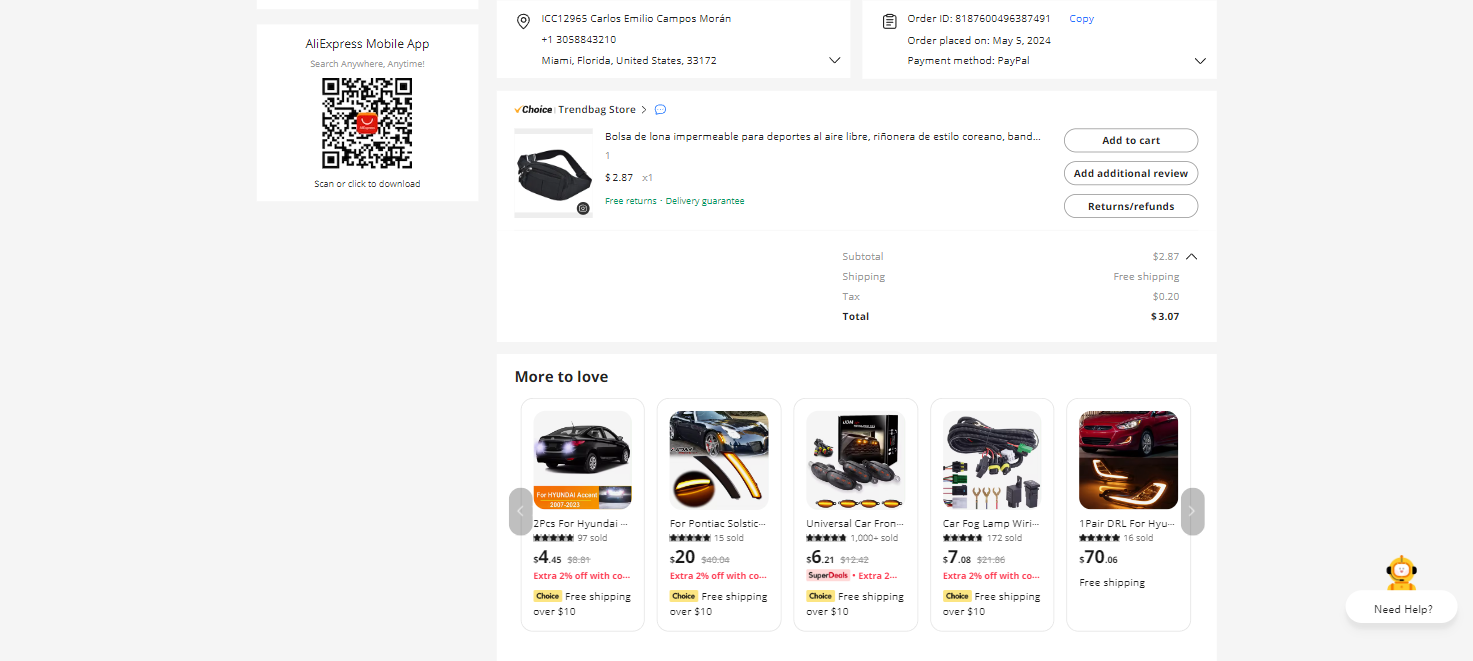 AliExpress Mobile App
Search Anywhere, Anytime!
AliExpress
Scan or click to download
ICC12965 Carlos Emilio Campos Morán
+1 3058843210
Miami, Florida, United States, 33172
Order ID: 8187600496387491 Copy
Order placed on: May 5, 2024
Payment method: PayPal
Choice Trendbag Store
Bolsa de lona impermeable para deportes al aire libre, riñonera de estilo coreano, band...
1
$2.87 x1
Free returns · Delivery guarantee
Add to cart
Add additional review
Returns/refunds
Subtotal $2.87
Shipping Free shipping
Tax $0.20
Total $3.07
More to love
For HYUNDAI Accent
2007-2023
2Pcs For Hyundai ...
97 sold
$4.45 $8.81
Extra 2% off with co...
Choice Free shipping
over $10
For Pontiac Solstic...
15 sold
$20 $40.04
Extra 2% off with co...
Choice Free shipping
over $10
Universal Car Fron...
1,000+ sold
$6.21 $12.42
SuperDeals • Extra 2...
Choice Free shipping
over $10
Car Fog Lamp Wiri...
172 sold
$7.08 $21.86
Extra 2% off with co...
Choice Free shipping
over $10
1Pair DRL For Hyu...
16 sold
$70.06
Free shipping
Need Help?